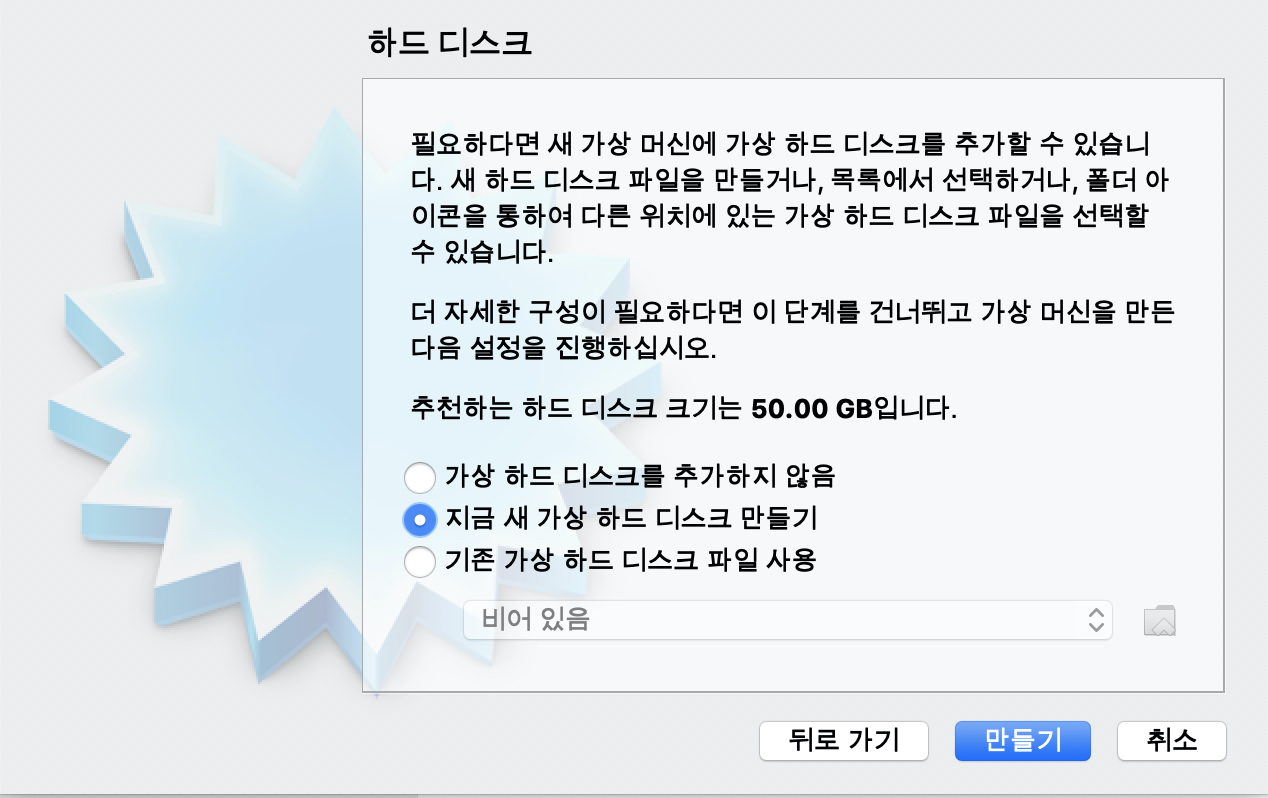 하드 디스크
필요하다면 새 가상 머신에 가상 하드 디스크를 추가할 수 있습니
다. 새 하드 디스크 파일을 만들거나, 목록에서 선택하거나, 폴더 아
이콘을 통하여 다른 위치에 있는 가상 하드 디스크 파일을 선택할
수 있습니다.
더 자세한 구성이 필요하다면 이 단계를 건너뛰고 가상 머신을 만든
다음 설정을 진행하십시오.
추천하는 하드 디스크 크기는 50.00 GB입니다.
가상 하드 디스크를 추가하지 않음
지금 새 가상 하드 디스크 만들기
기존 가상 하드 디스크 파일 사용
비어 있음
뒤로 가기
만들기
취소